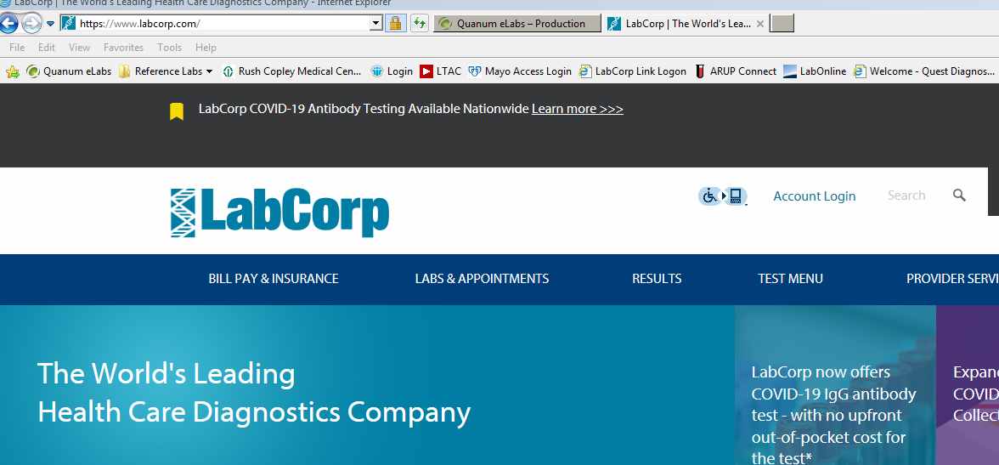 LabCorp | The World's Leading Health Care Diagnostics Company - Internet Explorer
https://www.labcorp.com/
Quanum eLabs – Production
LabCorp | The World's Lea...
File Edit View Favorites Tools Help
Quanum eLabs Reference Labs Rush Copley Medical Cen... Login LTAC Mayo Access Login LabCorp Link Logon ARUP Connect LabOnline Welcome - Quest Diagnos...
LabCorp COVID-19 Antibody Testing Available Nationwide Learn more >>>
LabCorp
Account Login
Search
BILL PAY & INSURANCE LABS & APPOINTMENTS RESULTS TEST MENU PROVIDER SERVI
The World's Leading
Health Care Diagnostics Company
LabCorp now offers
COVID-19 IgG antibody
test - with no upfront
out-of-pocket cost for
the test*
Expan
COVID
Collect